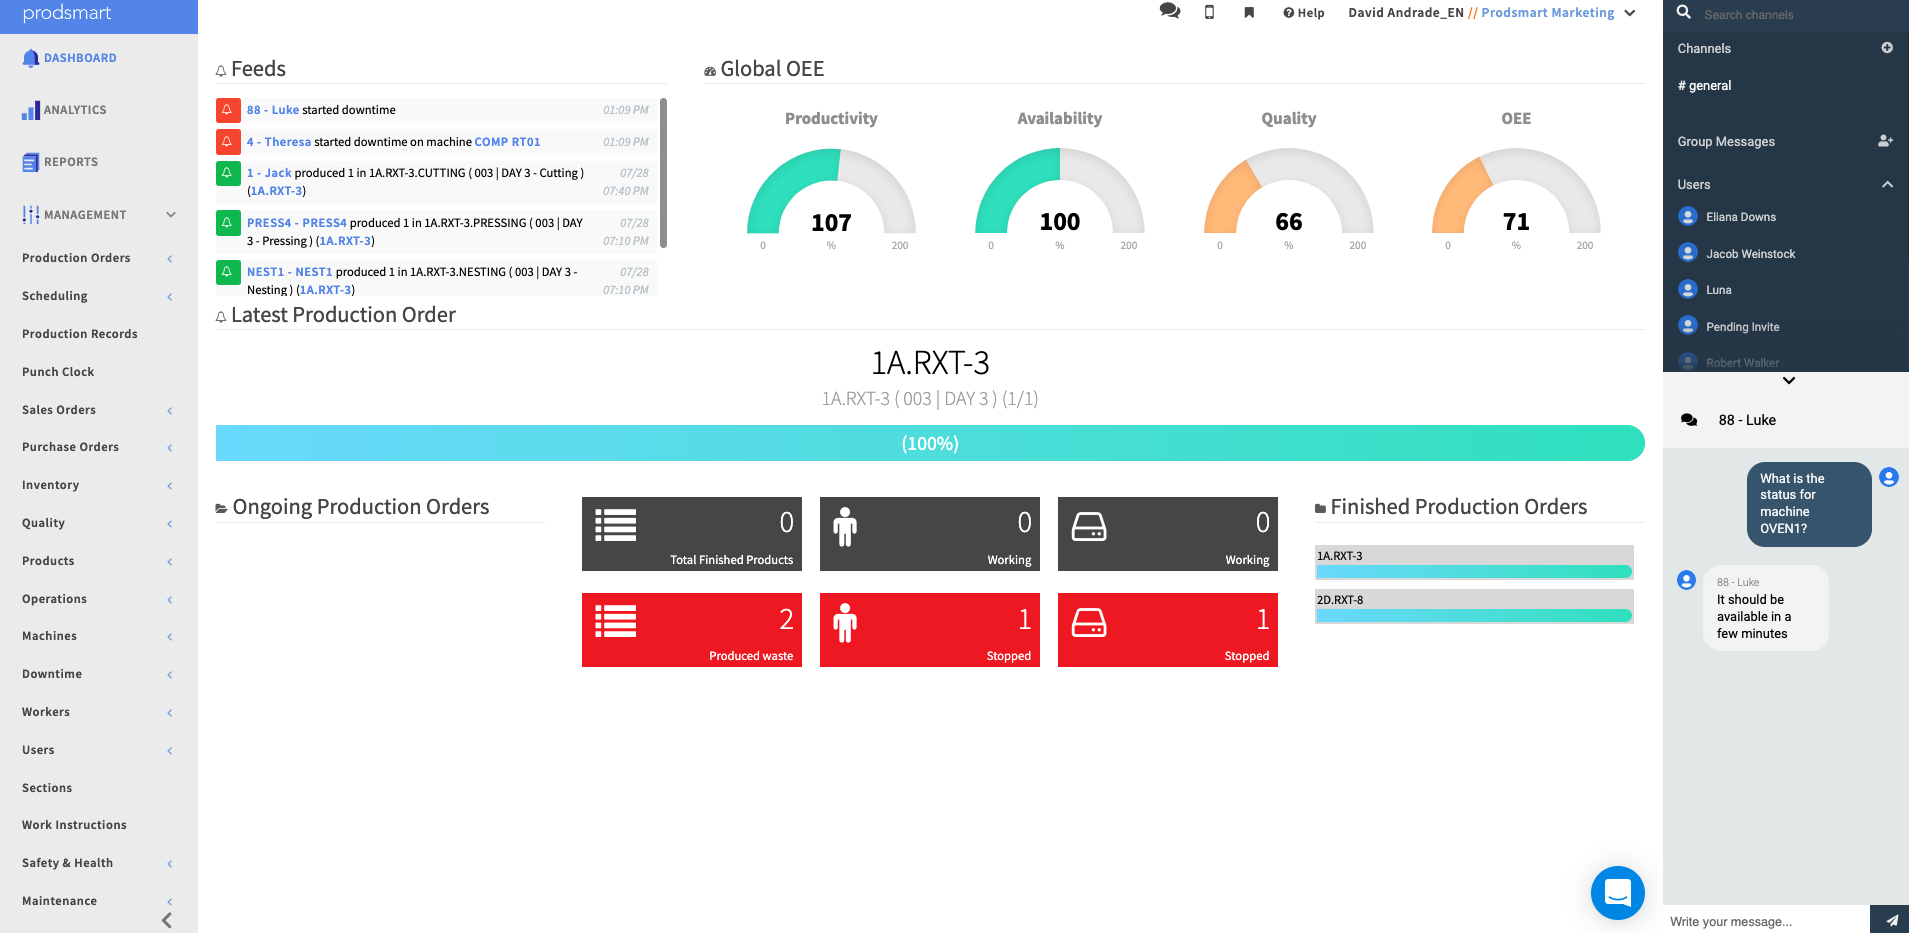 prodsmart
DASHBOARD
ANALYTICS
REPORTS
MANAGEMENT
Production Orders
Scheduling
Production Records
Punch Clock
Sales Orders
Purchase Orders
Inventory
Quality
Products
Operations
Machines
Downtime
Workers
Users
Sections
Work Instructions
Safety & Health
Maintenance
Help
David Andrade_EN // Prodsmart Marketing
Feeds
88 - Luke started downtime 01:09 PM
4 - Theresa started downtime on machine COMP RT01 01:09 PM
1 - Jack produced 1 in 1A.RXT-3.CUTTING ( 003 | DAY 3 - Cutting ) 07/28
(1A.RXT-3) 07:40 PM
PRESS4 - PRESS4 produced 1 in 1A.RXT-3.PRESSING ( 003 | DAY 07/28
3 - Pressing ) (1A.RXT-3) 07:10 PM
NEST1 - NEST1 produced 1 in 1A.RXT-3.NESTING ( 003 | DAY 3 - 07/28
Nesting ) (1A.RXT-3) 07:10 PM
Global OEE
Productivity Availability Quality OEE
107 100 66 71
0 % 200 0 % 200 0 % 200 0 % 200
Latest Production Order
1A.RXT-3
1A.RXT-3 ( 003 | DAY 3 ) (1/1)
(100%)
Ongoing Production Orders
0
Total Finished Products
0
Working
0
Working
2
Produced waste
1
Stopped
1
Stopped
Finished Production Orders
1A.RXT-3
2D.RXT-8
Search channels
Channels
# general
Group Messages
Users
Eliana Downs
Jacob Weinstock
Luna
Pending Invite
Robert Walker
88 - Luke
What is the
status for
machine
OVEN1?
88 - Luke
It should be
available in a
few minutes
Write your message...